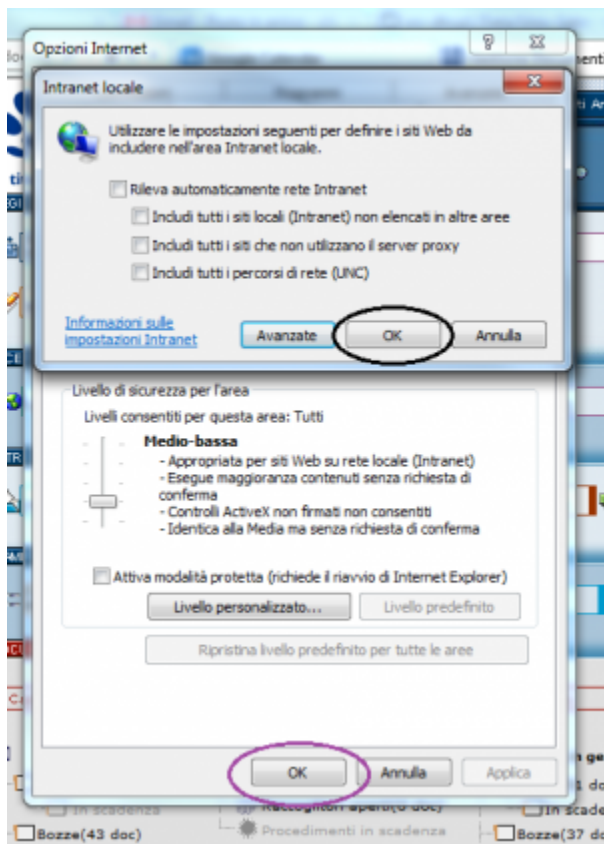 Opzioni Internet
Intranet locale
Utilizzare le impostazioni seguenti per definire i siti Web da
includere nell'area Intranet locale.
Rileva automaticamente rete Intranet
Includi tutti i siti locali (Intranet) non elencati in altre aree
Includi tutti i siti che non utilizzano il server proxy
Includi tutti i percorsi di rete (UNC)
Informazioni sulle
impostazioni Intranet
Avanzate OK Annulla
Livello di sicurezza per l'area
Livelli consentiti per questa area: Tutti
Medio-bassa
- Appropriata per siti Web su rete locale (Intranet)
- Esegue maggioranza contenuti senza richiesta di
conferma
- Controlli ActiveX non firmati non consentiti
- Identica alla Media ma senza richiesta di conferma
Attiva modalità protetta (richiede il riavvio di Internet Explorer)
Livello personalizzato... Livello predefinito
Ripristina livello predefinito per tutte le aree
OK Annulla Applica
In scadenza
Bozze(43 doc) Procedimenti in scadenza Bozze(37 do